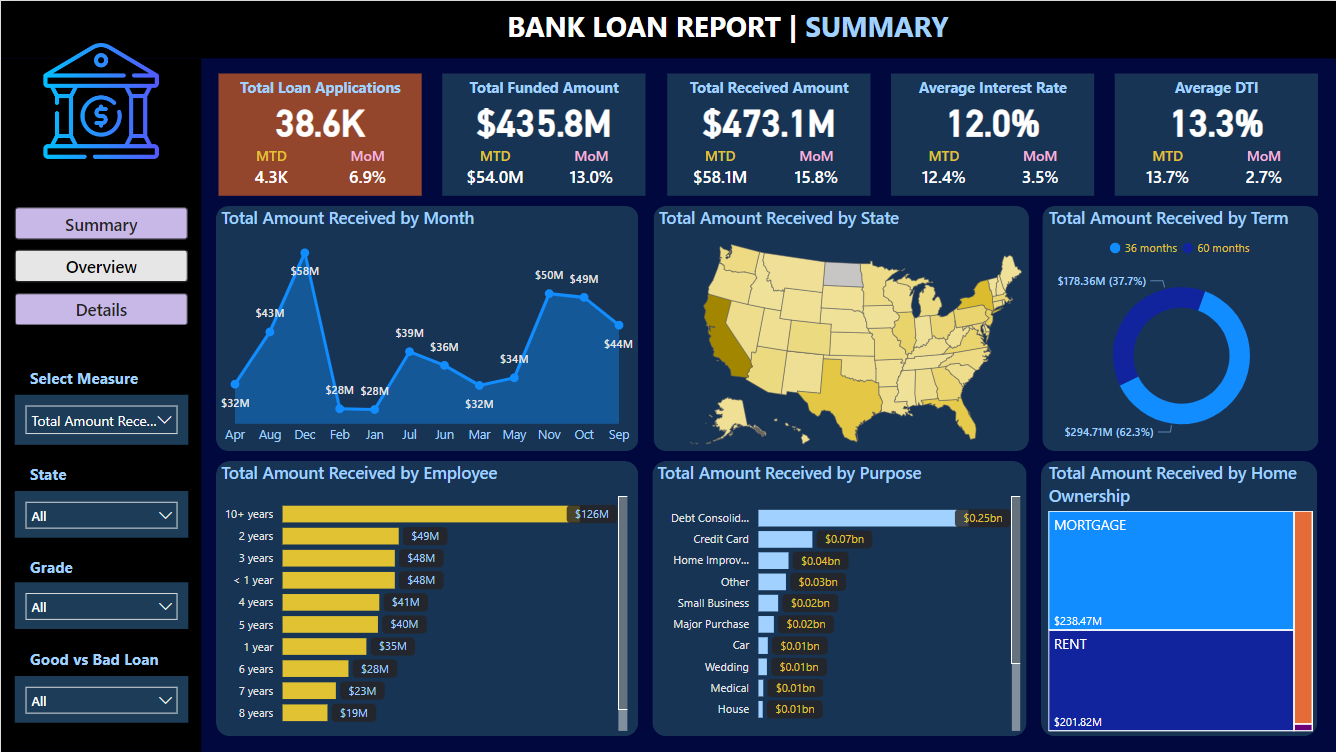 BANK LOAN REPORT | SUMMARY
Total Loan Applications
38.6K
MTD MoM
4.3K 6.9%
Total Funded Amount
$435.8M
MTD MoM
$54.0M 13.0%
Total Received Amount
$473.1M
MTD MoM
$58.1M 15.8%
Average Interest Rate
12.0%
MTD MoM
12.4% 3.5%
Average DTI
13.3%
MTD MoM
13.7% 2.7%
Summary
Overview
Details
Select Measure
Total Amount Rece...
State
All
Grade
All
Good vs Bad Loan
All
Total Amount Received by Month
$32M
$43M
$58M
$28M
$28M
$39M
$36M
$32M
$34M
$50M
$49M
$44M
Apr Aug Dec Feb Jan Jul Jun Mar May Nov Oct Sep
Total Amount Received by State
Total Amount Received by Term
36 months 60 months
$178.36M (37.7%)
$294.71M (62.3%)
Total Amount Received by Employee
10+ years $126M
2 years $49M
3 years $48M
< 1 year $48M
4 years $41M
5 years $40M
1 year $35M
6 years $28M
7 years $23M
8 years $19M
Total Amount Received by Purpose
Debt Consolid... $0.25bn
Credit Card $0.07bn
Home Improv... $0.04bn
Other $0.03bn
Small Business $0.02bn
Major Purchase $0.02bn
Car $0.01bn
Wedding $0.01bn
Medical $0.01bn
House $0.01bn
Total Amount Received by Home
Ownership
MORTGAGE
$238.47M
RENT
$201.82M